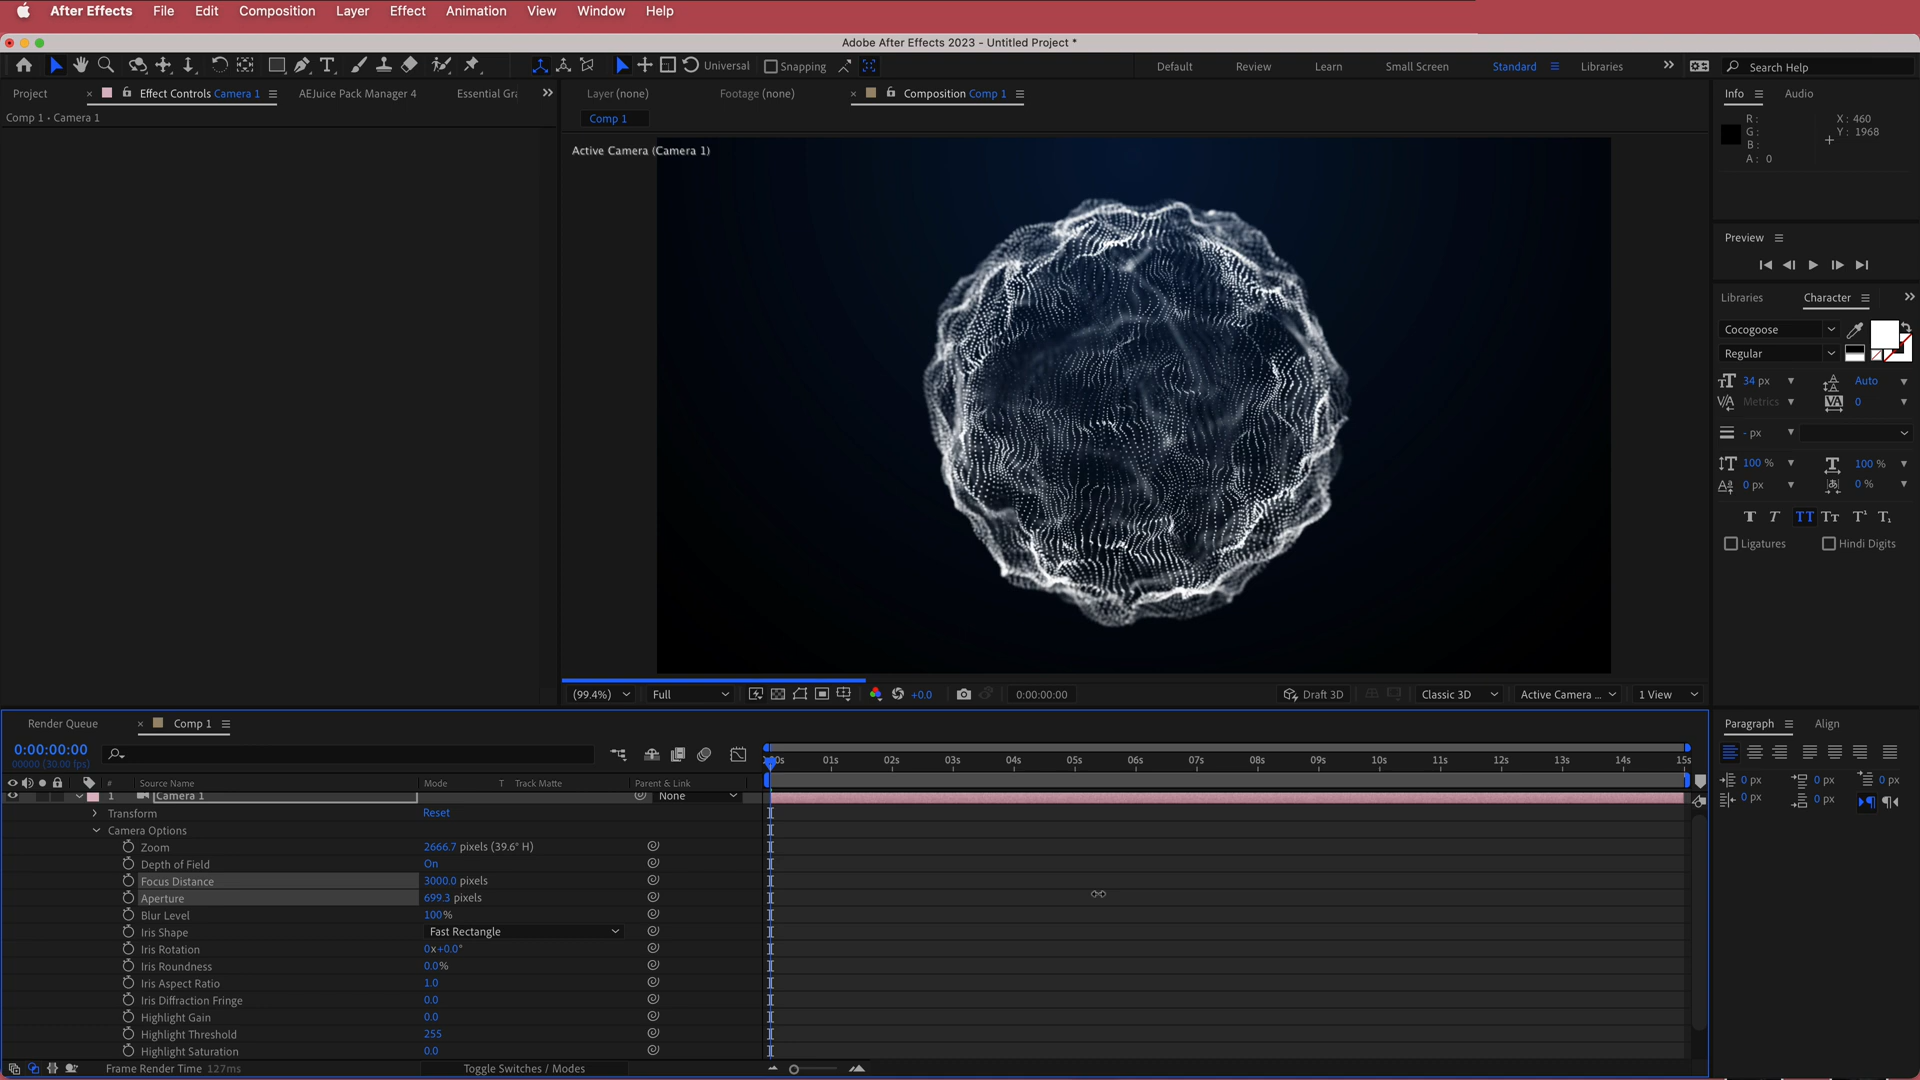 After Effects File Edit Composition Layer Effect Animation View Window Help
Adobe After Effects 2023 - Untitled Project *
Universal Snapping Default Review Learn Small Screen Standard Libraries Search Help
Project Effect Controls Camera 1 AEJuice Pack Manager 4 Essential Gra
Layer (none) Footage (none) Composition Comp 1
Info Audio
Comp 1 • Camera 1
Comp 1
R :
G :
B :
A : 0
X : 460
Y : 1968
Active Camera (Camera 1)
Preview
Libraries Character
Cocogoose
Regular
34 px Auto
Metrics 0
- px
100 % 100 %
0 px 0 %
Ligatures Hindi Digits
(99.4%) Full +0.0 0:00:00:00 Draft 3D Classic 3D Active Camera ... 1 View
Render Queue Comp 1
Paragraph Align
0:00:00:00
00000 (30.00 fps)
:00s 01s 02s 03s 04s 05s 06s 07s 08s 09s 10s 11s 12s 13s 14s 15s
0 px 0 px 0 px
0 px 0 px
# Source Name Mode T Track Matte Parent & Link
1 Camera 1 None
Transform Reset
Camera Options
Zoom 2666.7 pixels (39.6° H)
Depth of Field On
Focus Distance 3000.0 pixels
Aperture 699.3 pixels
Blur Level 100%
Iris Shape Fast Rectangle
Iris Rotation 0x+0.0°
Iris Roundness 0.0%
Iris Aspect Ratio 1.0
Iris Diffraction Fringe 0.0
Highlight Gain 0.0
Highlight Threshold 255
Highlight Saturation 0.0
Frame Render Time 127ms Toggle Switches / Modes